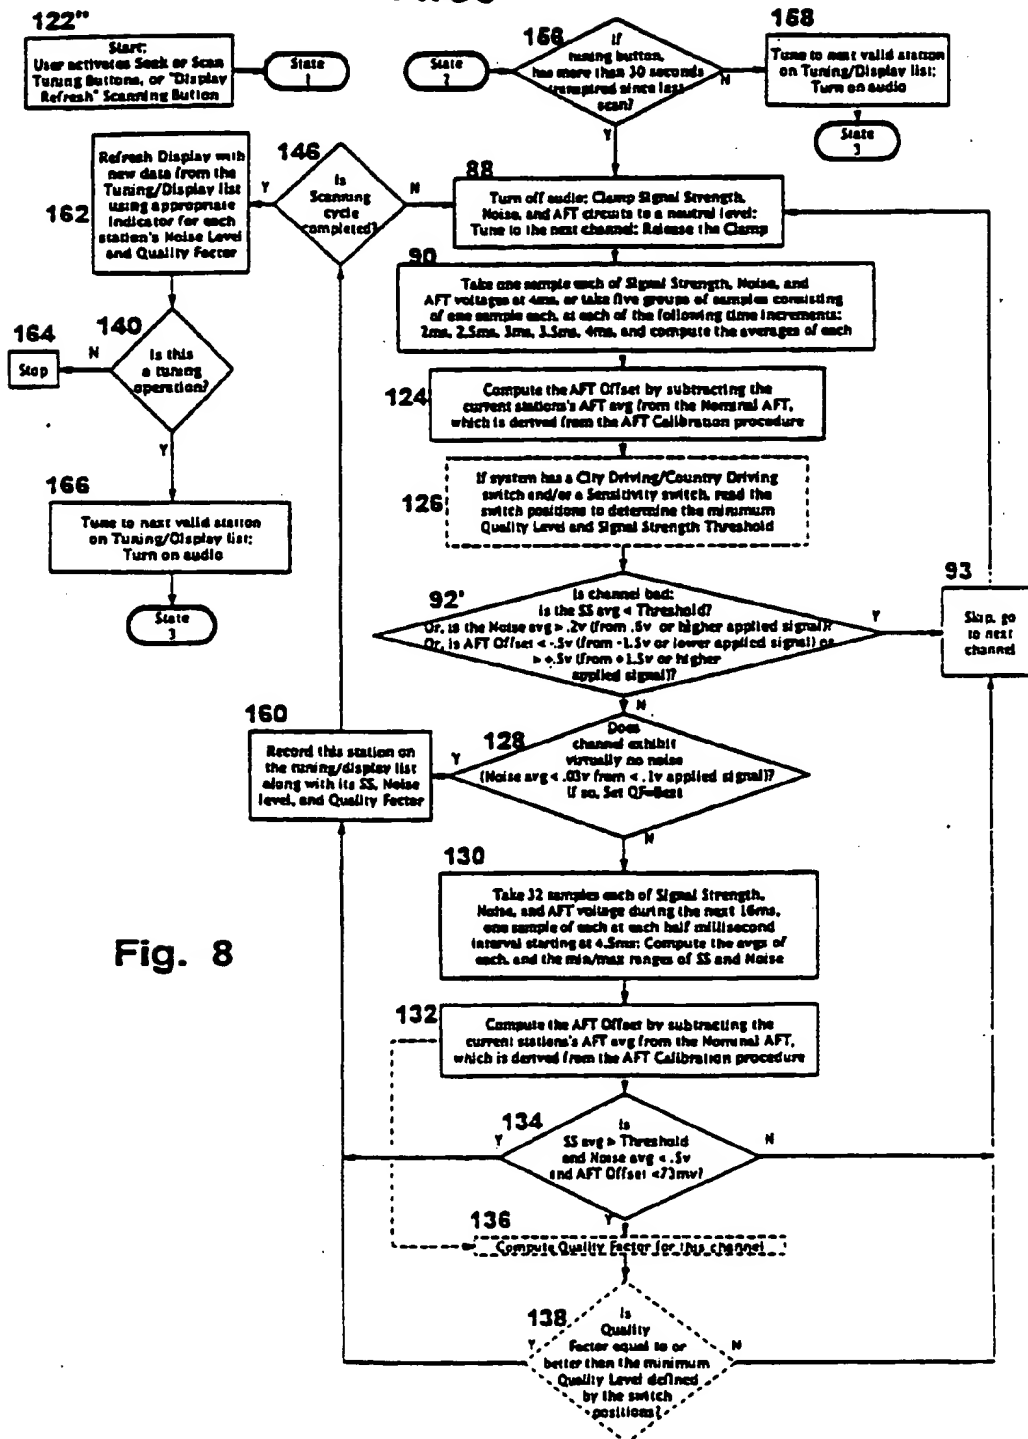 122"
Start:
User activates Seek or Scan
Tuning Buttons, or "Display
Refresh" Scanning Button
State
1
State
2
If
tuning button,
has more than 30 seconds
transpired since last
scan?
N
Y
168
Tune to next valid station
on Tuning/Display list;
Turn on audio
State
3
Refresh Display with
new data from the
Tuning/Display list
using appropriate
indicator for each
station's Noise Level
and Quality Factor
162
146
Is
Scanning
cycle
completed?
Y
N
88
Turn off audio; Clamp Signal Strength,
Noise, and AFT circuits to a neutral level;
Tune to the next channel; Release the Clamp
90
Take one sample each of Signal Strength, Noise, and
AFT voltages at 4ms, or take five groups of samples consisting
of one sample each, at each of the following time increments:
2ms, 2.5ms, 3ms, 3.5ms, 4ms, and compute the averages of each
140
Is this
a tuning
operation?
N
Y
164
Stop
166
Tune to next valid station
on Tuning/Display list;
Turn on audio
State
3
124
Compute the AFT Offset by subtracting the
current stations's AFT avg from the Nominal AFT,
which is derived from the AFT Calibration procedure
126
If system has a City Driving/Country Driving
switch and/or a Sensitivity switch, read the
switch positions to determine the minimum
Quality Level and Signal Strength Threshold
92'
Is channel bad:
Is the SS avg < Threshold?
Or, is the Noise avg > .2v (from .6v or higher applied signal)?
Or, is AFT Offset < -.5v (from -1.5v or lower applied signal) or
> +.5v (from +1.5v or higher
applied signal)?
Y
N
93
Skip, go
to next
channel
160
Record this station on
the tuning/display list
along with its SS, Noise
level, and Quality Factor
128
Does
channel exhibit
virtually no noise
(Noise avg < .03v from < .1v applied signal)?
If so, Set QF=Best
Y
N
130
Take 32 samples each of Signal Strength,
Noise, and AFT voltage during the next 16ms,
one sample of each at each half millisecond
interval starting at 4.5ms; Compute the avgs of
each, and the min/max ranges of SS and Noise
Fig. 8
132
Compute the AFT Offset by subtracting the
current stations's AFT avg from the Nominal AFT,
which is derived from the AFT Calibration procedure
134
Is
SS avg > Threshold
and Noise avg < .5v
and AFT Offset <73mv?
Y
N
Y
136
Compute Quality Factor for this channel
138
Is
Quality
Factor equal to or
better than the minimum
Quality Level defined
by the switch
positions?
Y
N